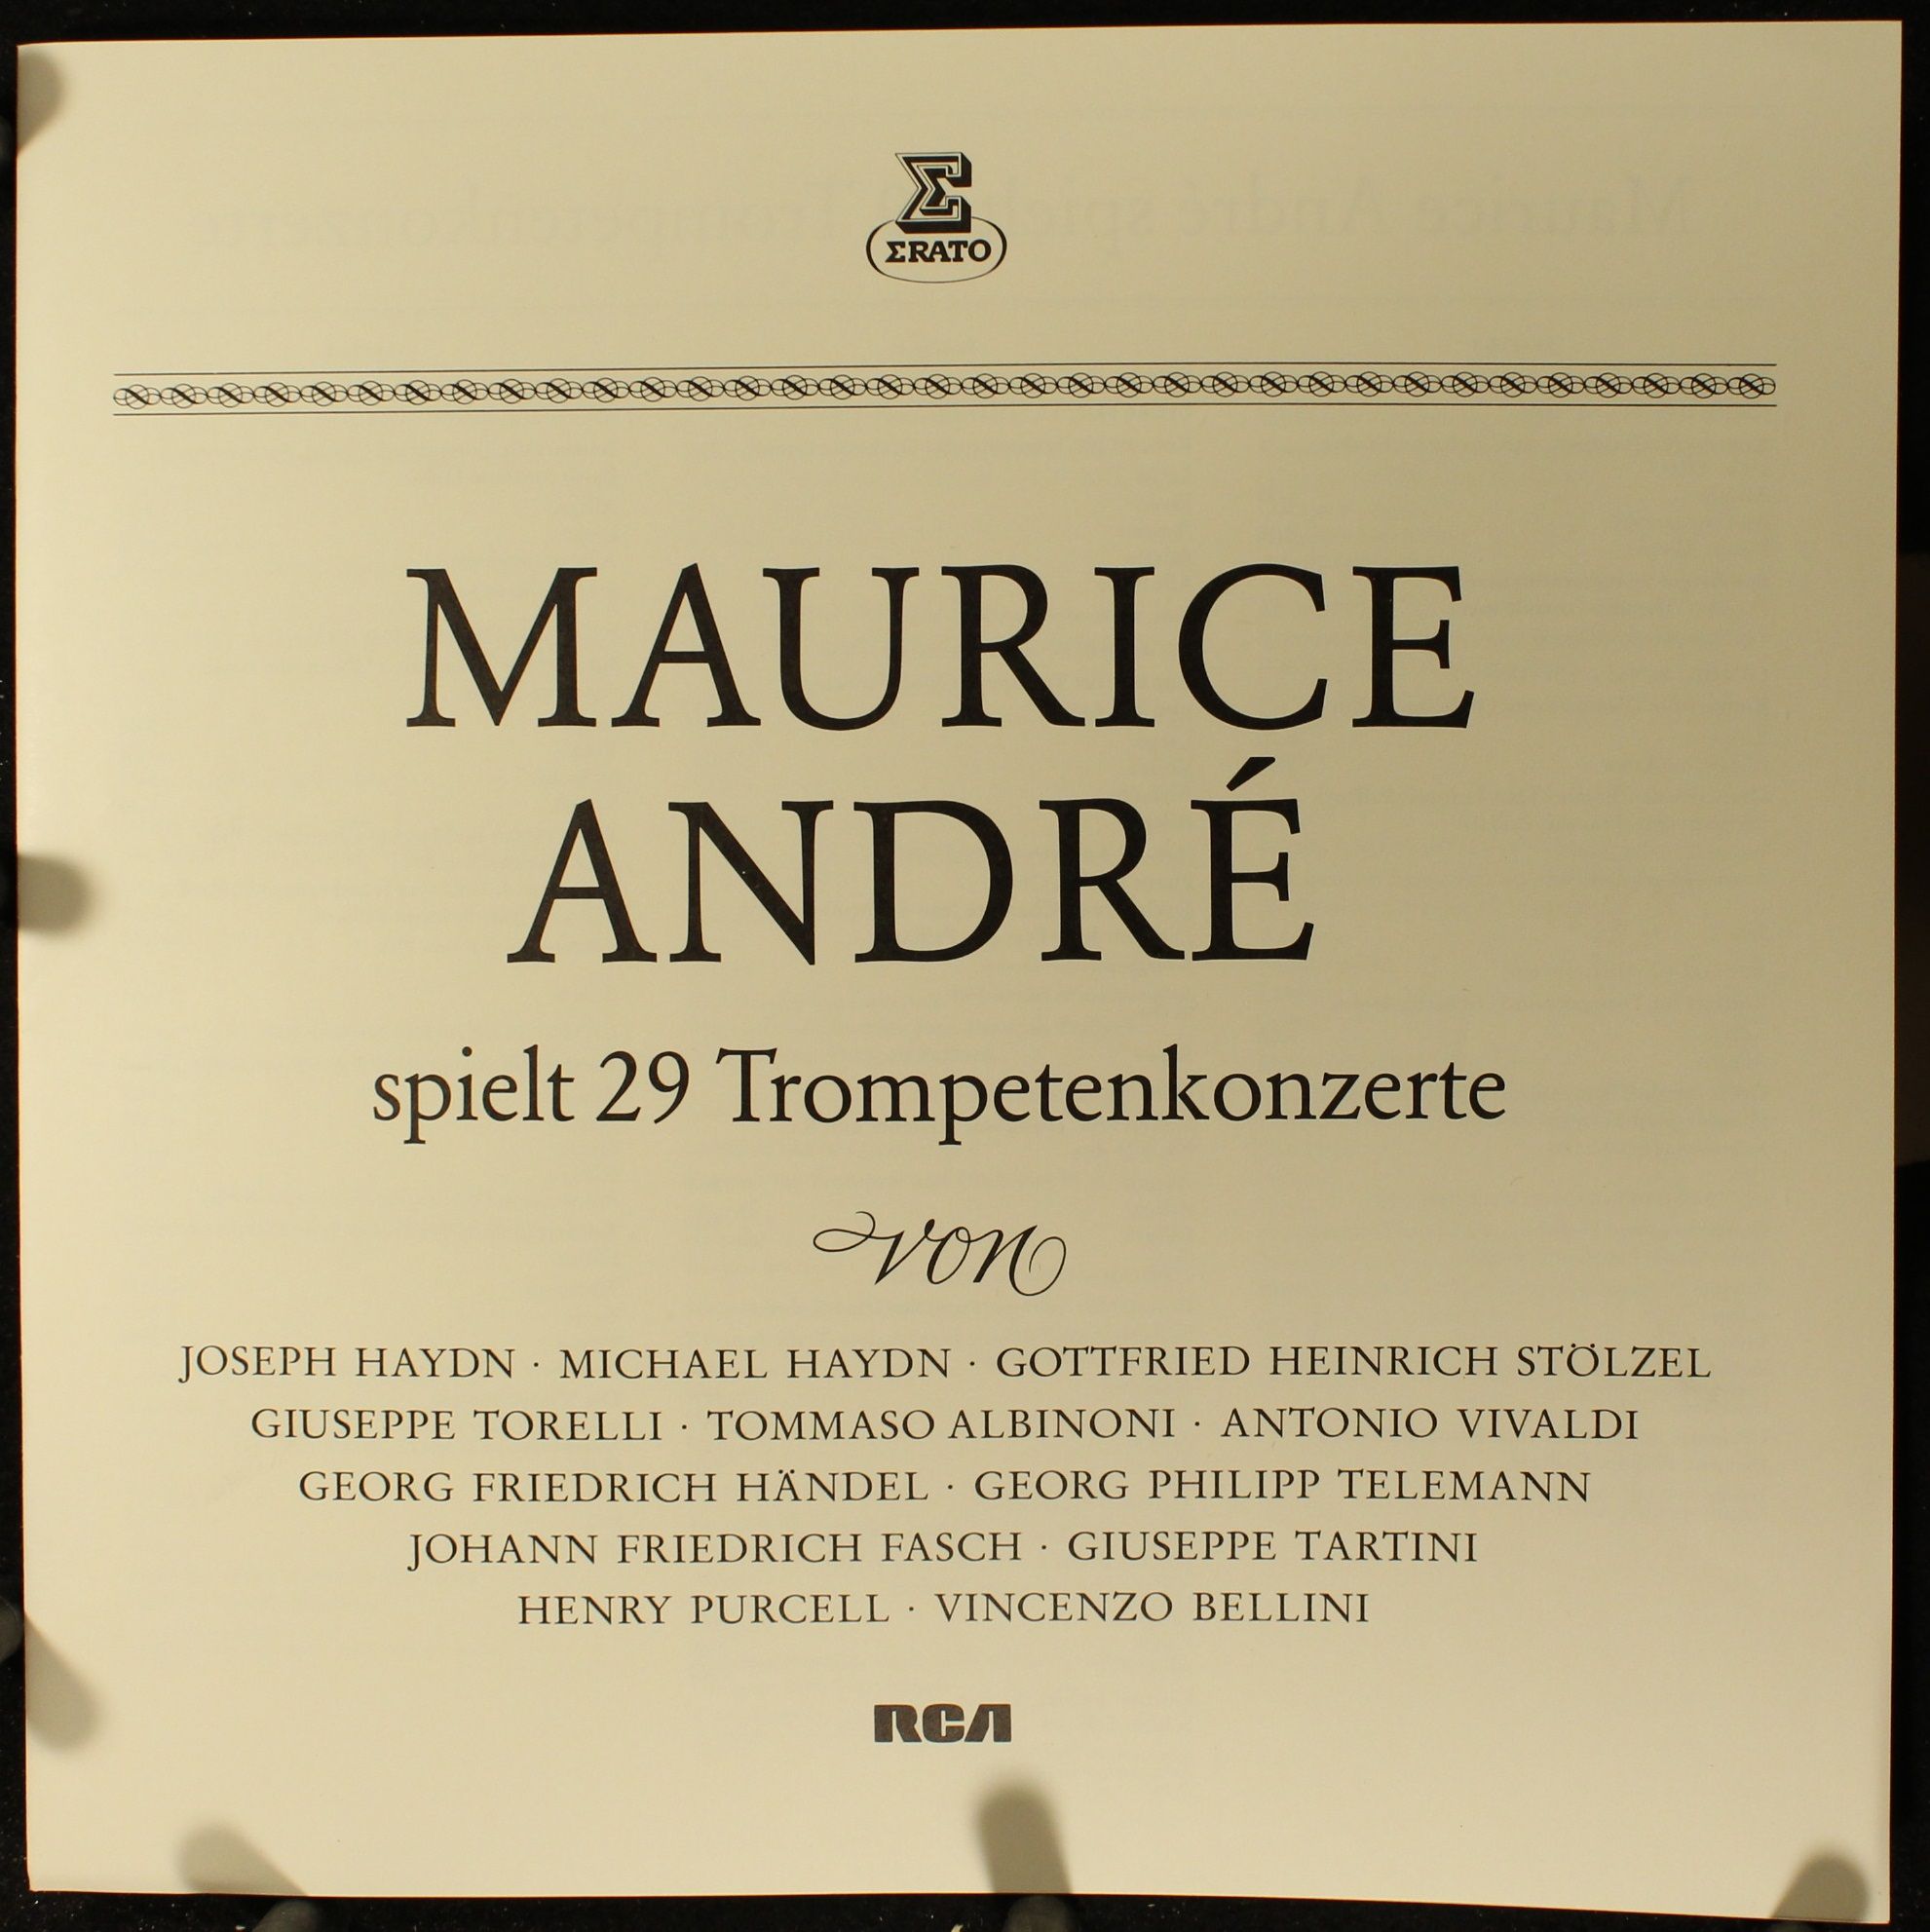 Σ
ΣRATO
MAURICE
ANDRÉ
spielt 29 Trompetenkonzerte
von
JOSEPH HAYDN · MICHAEL HAYDN · GOTTFRIED HEINRICH STÖLZEL
GIUSEPPE TORELLI · TOMMASO ALBINONI · ANTONIO VIVALDI
GEORG FRIEDRICH HÄNDEL · GEORG PHILIPP TELEMANN
JOHANN FRIEDRICH FASCH · GIUSEPPE TARTINI
HENRY PURCELL · VINCENZO BELLINI
RCA